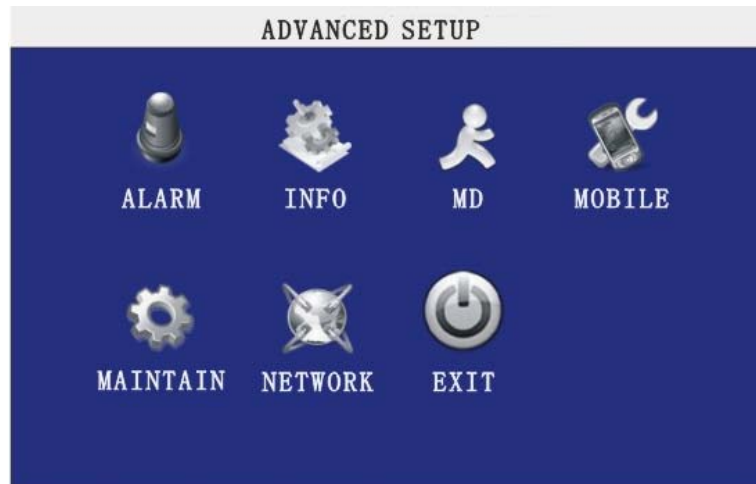 ADVANCED SETUP
ALARM INFO MD MOBILE
MAINTAIN NETWORK EXIT